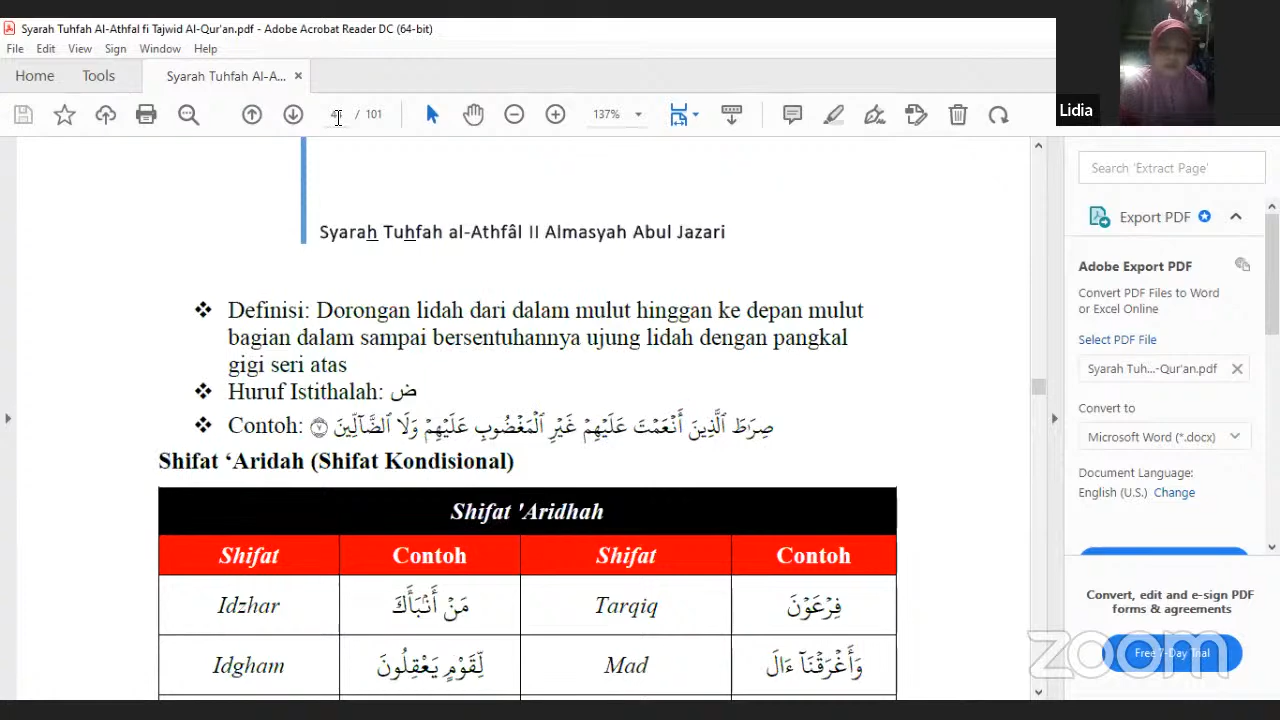 Syarah Tuhfah Al-Athfal fi Tajwid Al-Qur'an.pdf - Adobe Acrobat Reader DC (64-bit)
File Edit View Sign Window Help
Home Tools Syarah Tuhfah Al-A... ×
/ 101 137%
Lidia
Search 'Extract Page'
Export PDF
Adobe Export PDF
Convert PDF Files to Word
or Excel Online
Select PDF File
Syarah Tuh...-Qur'an.pdf
Convert to
Microsoft Word (*.docx)
Document Language:
English (U.S.) Change
Convert, edit and e-sign PDF
forms & agreements
Free 7-Day Trial
zoom
Syarah Tuhfah al-Athfâl II Almasyah Abul Jazari
❖ Definisi: Dorongan lidah dari dalam mulut hinggan ke depan mulut
bagian dalam sampai bersentuhannya ujung lidah dengan pangkal
gigi seri atas
❖ Huruf Istithalah: ض
❖ Contoh: صِرَٰطَ ٱلَّذِينَ أَنۡعَمۡتَ عَلَيۡهِمۡ غَيۡرِ ٱلۡمَغۡضُوبِ عَلَيۡهِمۡ وَلَا ٱلضَّآلِّينَ ٧
Shifat ‘Aridah (Shifat Kondisional)
Shifat 'Aridhah
Shifat Contoh Shifat Contoh
Idzhar مَنۡ أَنۢبَأَكَ Tarqiq فِرۡعَوۡنَ
Idgham لِّقَوۡمٖ يَعۡقِلُونَ Mad وَأَغۡرَقۡنَآ ءَالَ